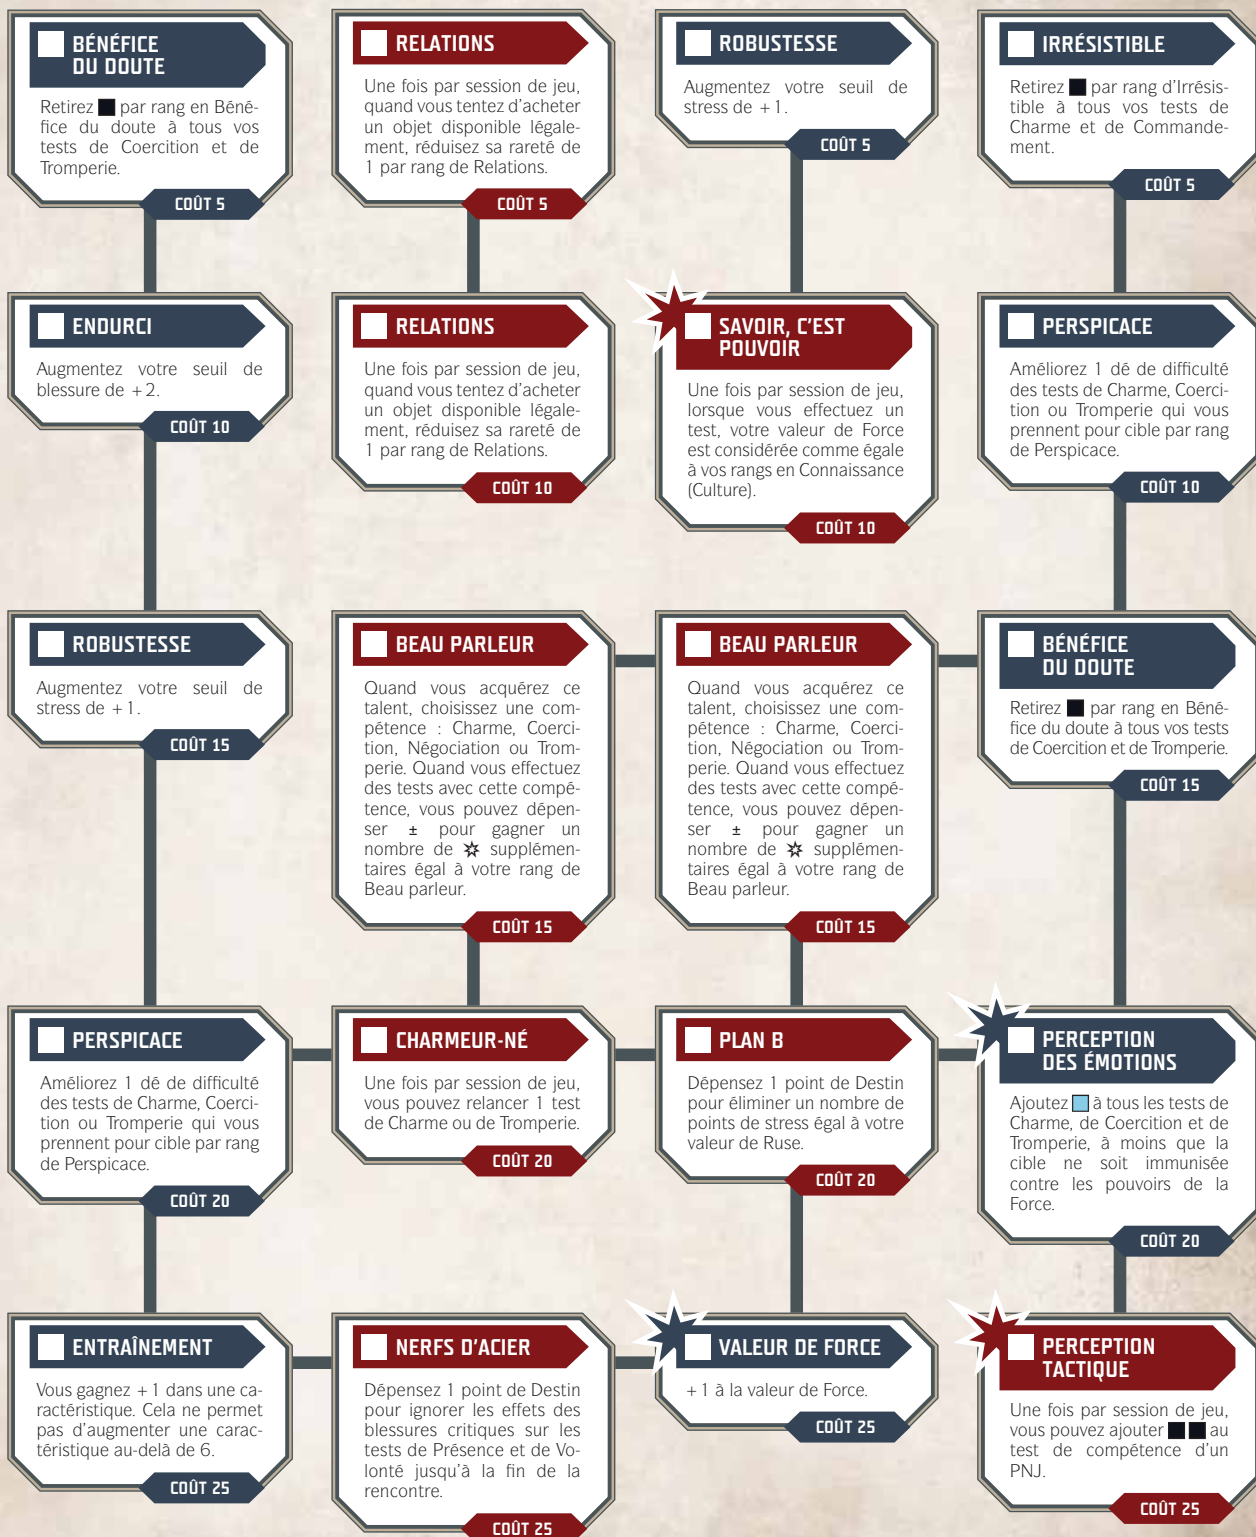 BÉNÉFICE
DU DOUTE
Retirez ■ par rang en Béné-
fice du doute à tous vos
tests de Coercition et de
Tromperie.
COÛT 5
RELATIONS
Une fois par session de jeu,
quand vous tentez d'acheter
un objet disponible légale-
ment, réduisez sa rareté de
1 par rang de Relations.
COÛT 5
ROBUSTESSE
Augmentez votre seuil de
stress de +1.
COÛT 5
IRRÉSISTIBLE
Retirez ■ par rang d'Irrésis-
tible à tous vos tests de
Charme et de Commande-
ment.
COÛT 5
ENDURCI
Augmentez votre seuil de
blessure de +2.
COÛT 10
RELATIONS
Une fois par session de jeu,
quand vous tentez d'acheter
un objet disponible légale-
ment, réduisez sa rareté de
1 par rang de Relations.
COÛT 10
SAVOIR, C'EST
POUVOIR
Une fois par session de jeu,
lorsque vous effectuez un
test, votre valeur de Force
est considérée comme égale
à vos rangs en Connaissance
(Culture).
COÛT 10
PERSPICACE
Améliorez 1 dé de difficulté
des tests de Charme, Coerci-
tion ou Tromperie qui vous
prennent pour cible par rang
de Perspicace.
COÛT 10
ROBUSTESSE
Augmentez votre seuil de
stress de +1.
COÛT 15
BEAU PARLEUR
Quand vous acquérez ce
talent, choisissez une com-
pétence : Charme, Coerci-
tion, Négociation ou Trom-
perie. Quand vous effectuez
des tests avec cette compé-
tence, vous pouvez dépen-
ser ± pour gagner un
nombre de ✲ supplémen-
taires égal à votre rang de
Beau parleur.
COÛT 15
BEAU PARLEUR
Quand vous acquérez ce
talent, choisissez une com-
pétence : Charme, Coerci-
tion, Négociation ou Trom-
perie. Quand vous effectuez
des tests avec cette compé-
tence, vous pouvez dépen-
ser ± pour gagner un
nombre de ✲ supplémen-
taires égal à votre rang de
Beau parleur.
COÛT 15
BÉNÉFICE
DU DOUTE
Retirez ■ par rang en Béné-
fice du doute à tous vos tests
de Coercition et de Tromperie.
COÛT 15
PERSPICACE
Améliorez 1 dé de difficulté
des tests de Charme, Coerci-
tion ou Tromperie qui vous
prennent pour cible par rang
de Perspicace.
COÛT 20
CHARMEUR-NÉ
Une fois par session de jeu,
vous pouvez relancer 1 test
de Charme ou de Tromperie.
COÛT 20
PLAN B
Dépensez 1 point de Destin
pour éliminer un nombre de
points de stress égal à votre
valeur de Ruse.
COÛT 20
PERCEPTION
DES ÉMOTIONS
Ajoutez ■ à tous les tests de
Charme, de Coercition et de
Tromperie, à moins que la
cible ne soit immunisée
contre les pouvoirs de la
Force.
COÛT 20
ENTRAÎNEMENT
Vous gagnez +1 dans une ca-
ractéristique. Cela ne permet
pas d'augmenter une carac-
téristique au-delà de 6.
COÛT 25
NERFS D'ACIER
Dépensez 1 point de Destin
pour ignorer les effets des
blessures critiques sur les
tests de Présence et de Vo-
lonté jusqu'à la fin de la
rencontre.
COÛT 25
VALEUR DE FORCE
+1 à la valeur de Force.
COÛT 25
PERCEPTION
TACTIQUE
Une fois par session de jeu,
vous pouvez ajouter ■ ■ au
test de compétence d'un
PNJ.
COÛT 25